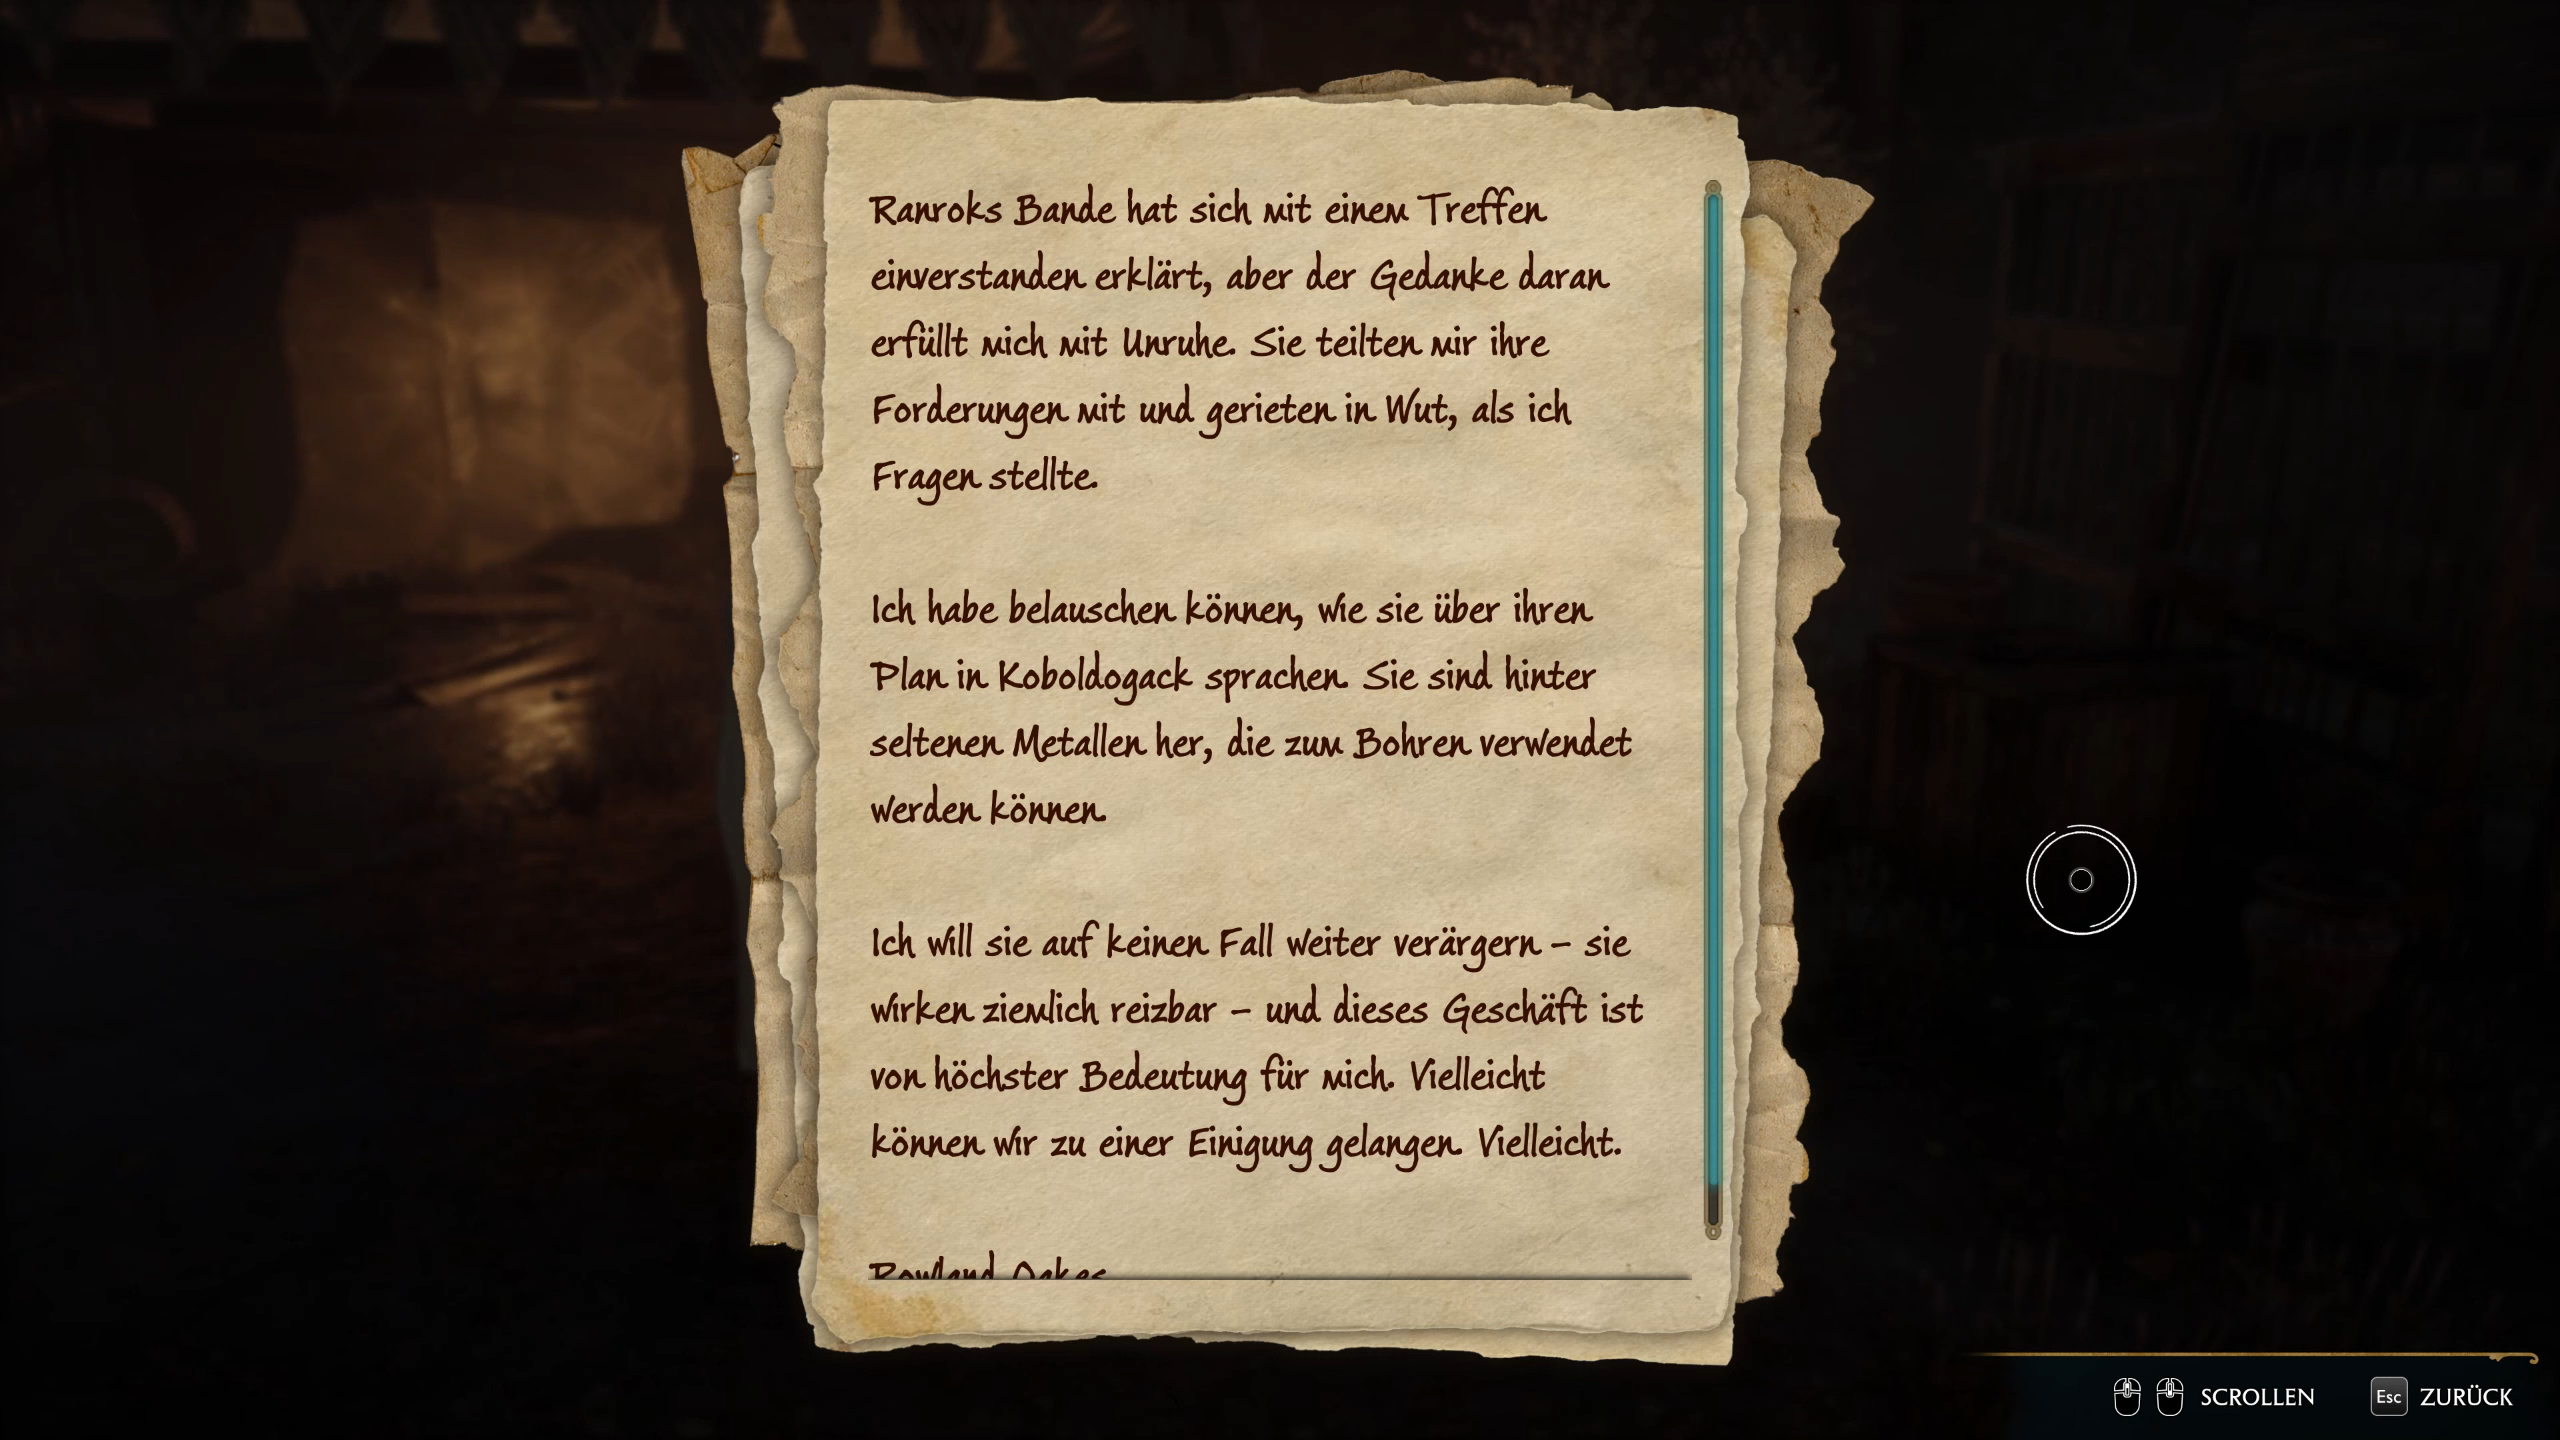 Ranroks Bande hat sich mit einem Treffen
einverstanden erklärt, aber der Gedanke daran
erfüllt mich mit Unruhe. Sie teilten mir ihre
Forderungen mit und gerieten in Wut, als ich
Fragen stellte.
Ich habe belauschen können, wie sie über ihren
Plan in Koboldogack sprachen. Sie sind hinter
seltenen Metallen her, die zum Bohren verwendet
werden können.
Ich will sie auf keinen Fall weiter verärgern – sie
wirken ziemlich reizbar – und dieses Geschäft ist
von höchster Bedeutung für mich. Vielleicht
können wir zu einer Einigung gelangen. Vielleicht.
Rowland Oakes
SCROLLEN
Esc ZURÜCK